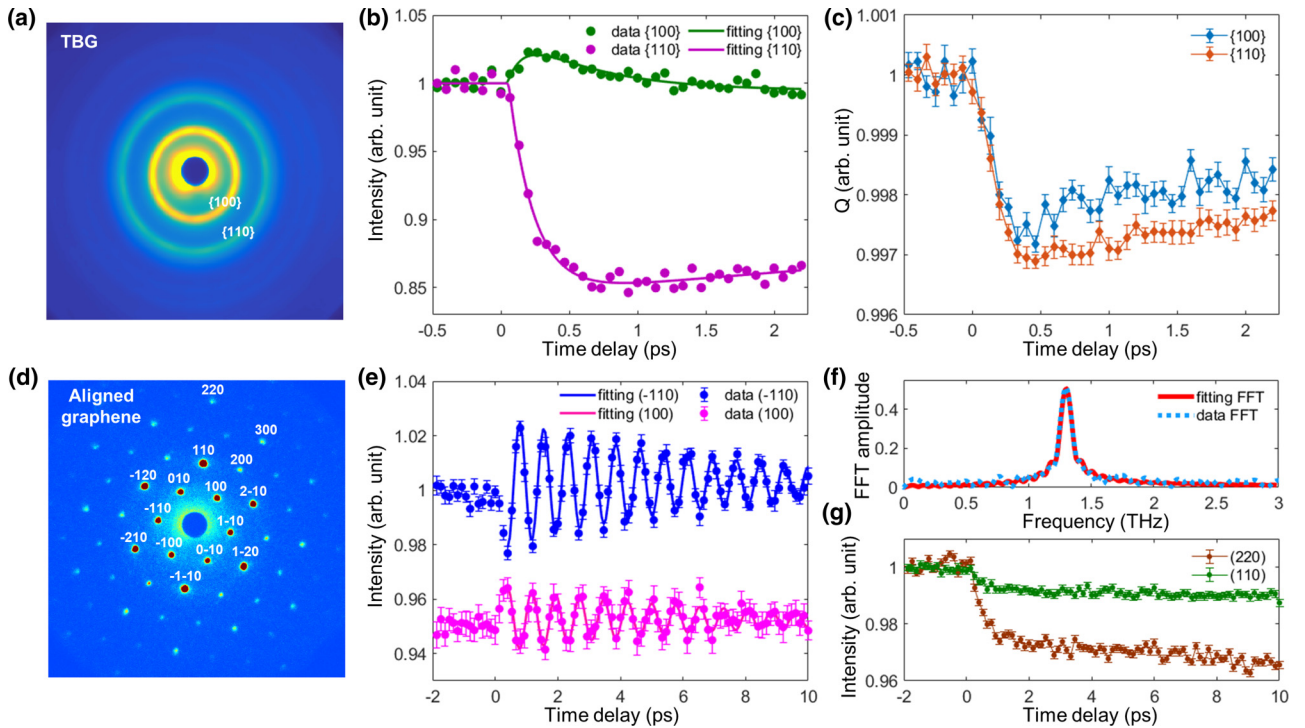 (a)
TBG
{100}
{110}
(b)
1.05
1
0.95
0.9
0.85
Intensity (arb. unit)
data {100}
data {110}
fitting {100}
fitting {110}
-0.5 0 0.5 1 1.5 2
Time delay (ps)
(c)
1.001
1
0.999
0.998
0.997
0.996
Q (arb. unit)
{100}
{110}
-0.5 0 0.5 1 1.5 2
Time delay (ps)
(d)
Aligned
graphene
220
300
110
200
-120
010
100
2-10
-110
1-10
-210
-100
0-10
1-20
-1-10
(e)
1.04
1.02
1
0.98
0.96
0.94
Intensity (arb. unit)
fitting (-110)
fitting (100)
data (-110)
data (100)
-2 0 2 4 6 8 10
Time delay (ps)
(f)
0.4
0.2
0
FFT amplitude
fitting FFT
data FFT
0 0.5 1 1.5 2 2.5 3
Frequency (THz)
(g)
1
0.98
0.96
Intensity (arb. unit)
(220)
(110)
-2 0 2 4 6 8 10
Time delay (ps)